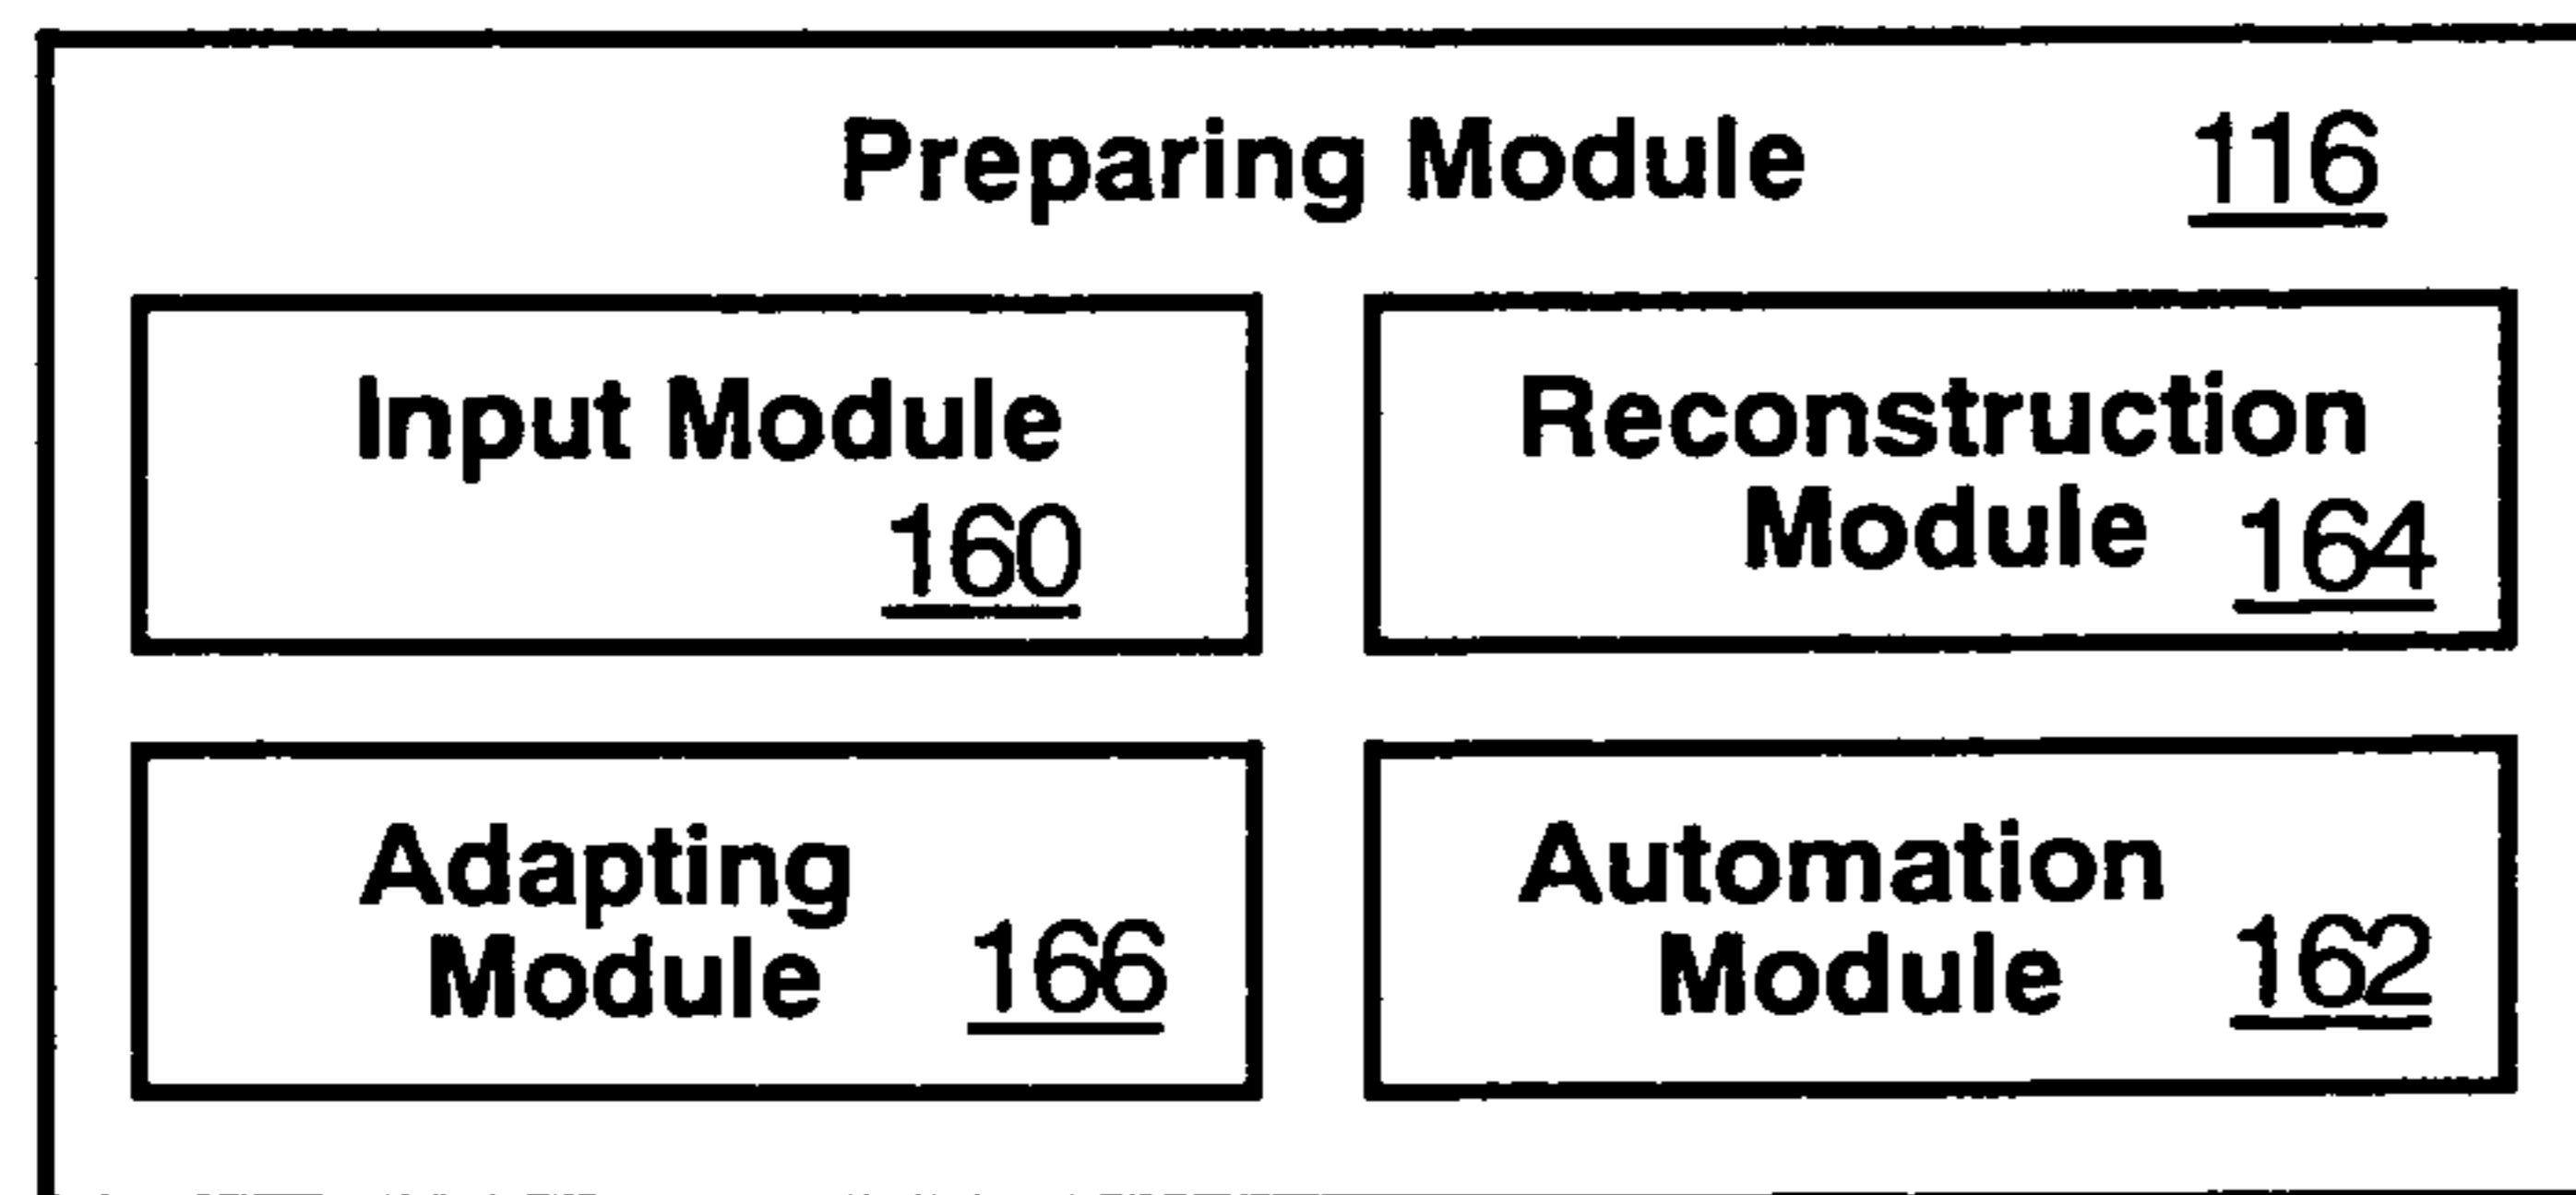 Preparing Module 116
Input Module
160
Reconstruction
Module 164
Adapting
Module 166
Automation
Module 162